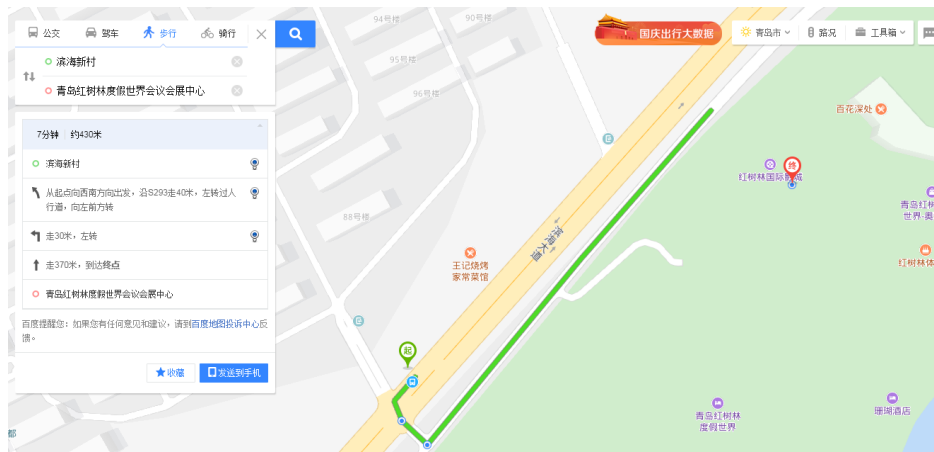 公交 驾车 步行 骑行
滨海新村
青岛红树林度假世界会议会展中心
7分钟 约430米
滨海新村
从起点向西南方向出发，沿S293走40米，左转过人
行道，向左前方转
走30米，左转
走370米，到达终点
青岛红树林度假世界会议会展中心
百度提醒您：如果您有任何意见和建议，请到百度地图投诉中心反
馈。
收藏 发送到手机
国庆出行大数据
青岛市 路况 工具箱
94号楼
90号楼
95号楼
96号楼
88号楼
百花深处
终
红树林国际
青岛红树
世界-奥
红树林体
滨海大道
王记烧烤
家常菜馆
起
青岛红树林
度假世界
珊瑚酒店
都